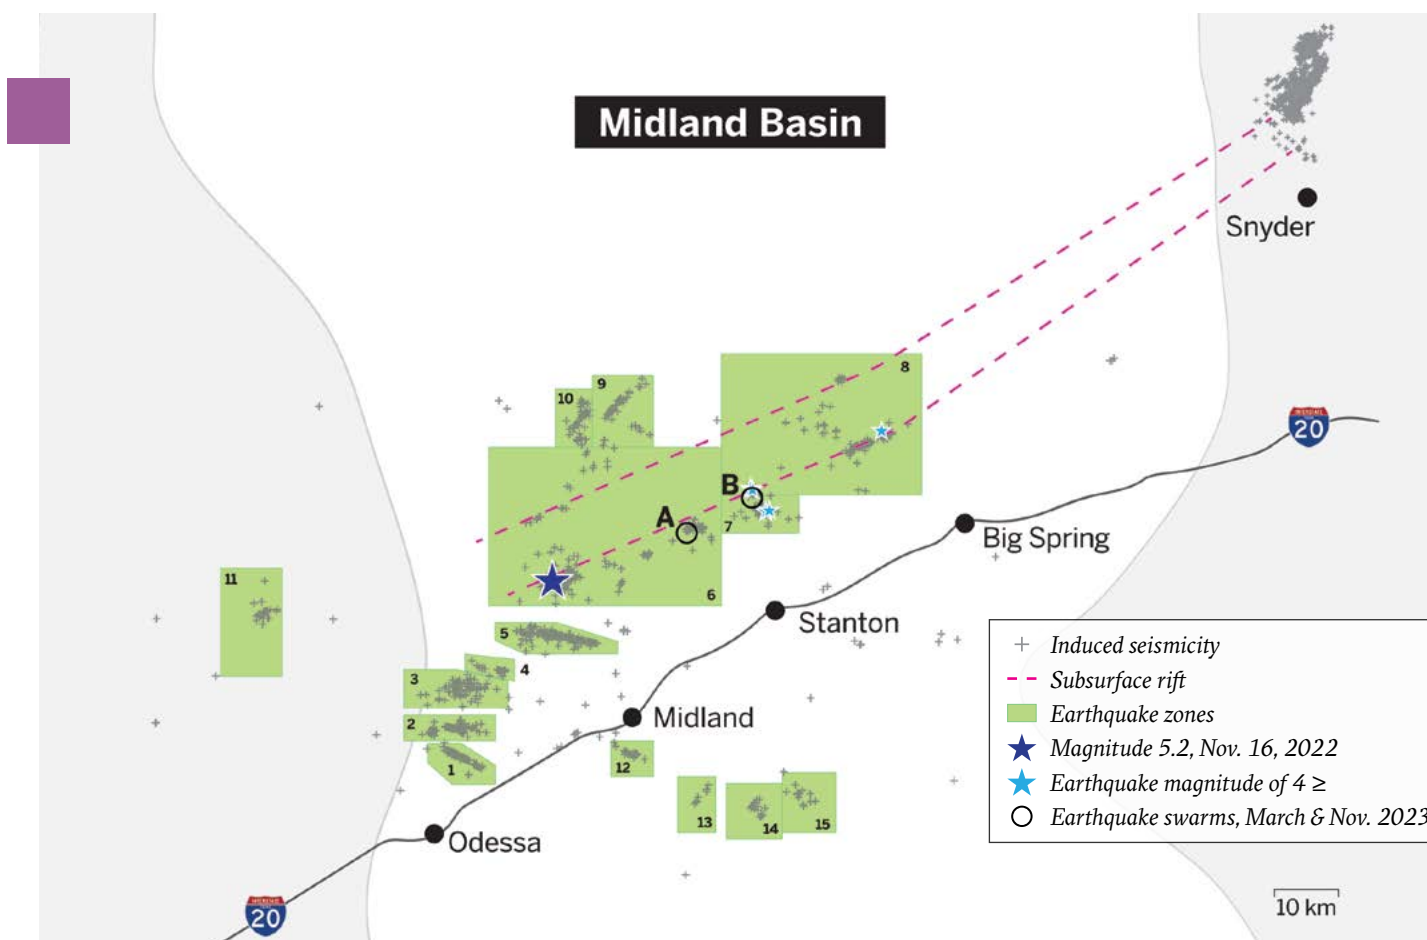 Midland Basin
Snyder
8
9
10
20
B
A
7
Big Spring
11
6
Stanton
5
4
3
Midland
2
1
12
13
14
15
Odessa
20
Induced seismicity
Subsurface rift
Earthquake zones
Magnitude 5.2, Nov. 16, 2022
Earthquake magnitude of 4 ≥
Earthquake swarms, March & Nov. 2023
10 km